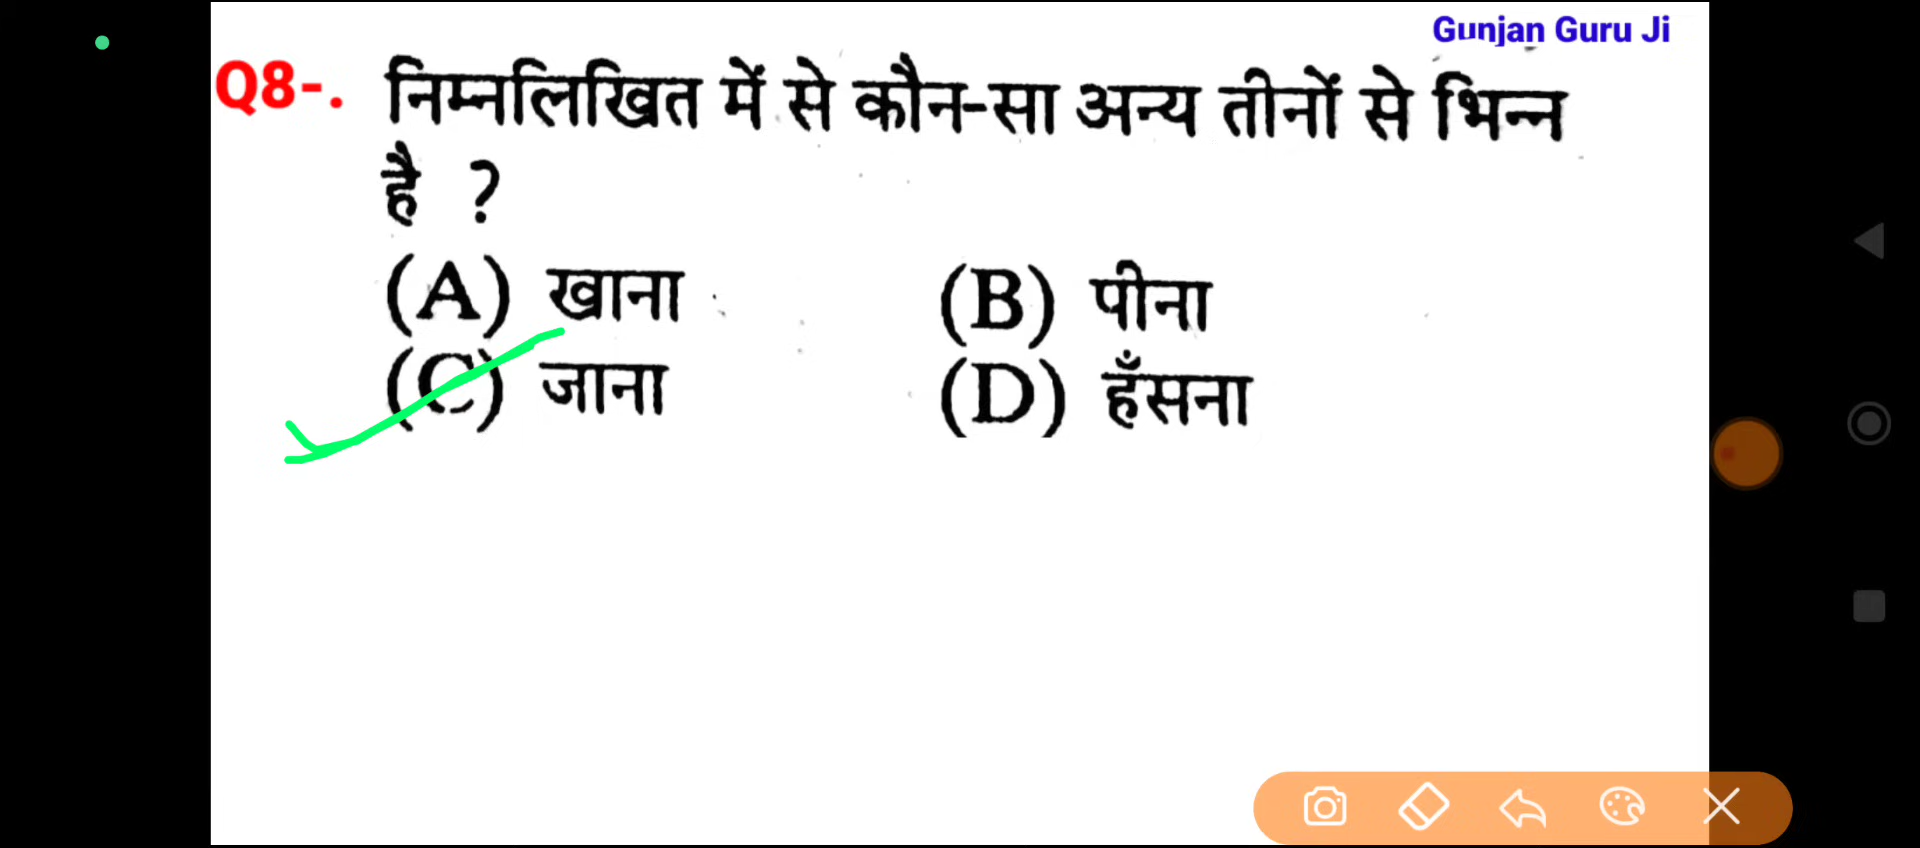 Gunjan Guru Ji
Q8-. निम्नलिखित में से कौन-सा अन्य तीनों से भिन्न
है ?
(A) खाना (B) पीना
(C) जाना (D) हँसना